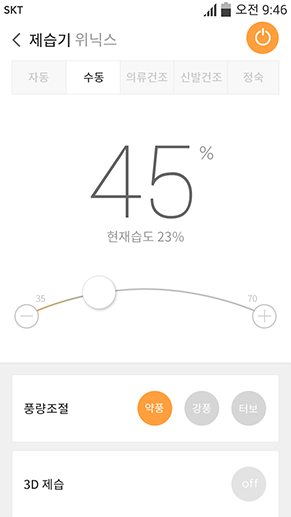 SKT 오전 9:46
제습기 위닉스
자동 수동 의류건조 신발건조 정숙
45 %
현재습도 23%
35 70
풍량조절 약풍 강풍 터보
3D 제습 off